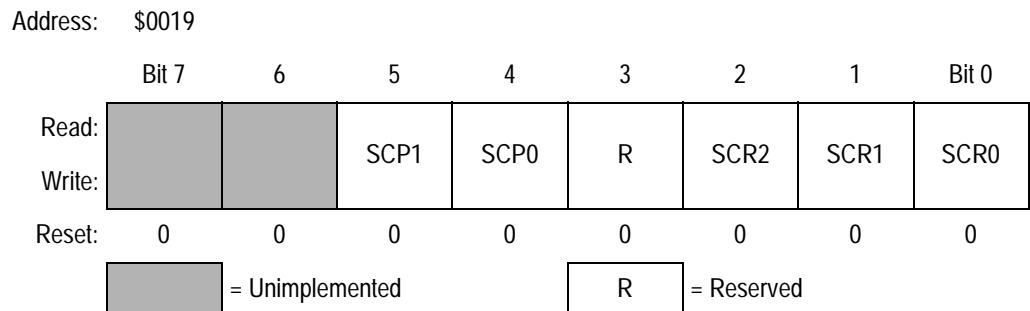 Address: $0019
Bit 7 6 5 4 3 2 1 Bit 0
Read:
SCP1 SCP0 R SCR2 SCR1 SCR0
Write:
Reset: 0 0 0 0 0 0 0 0
= Unimplemented R = Reserved